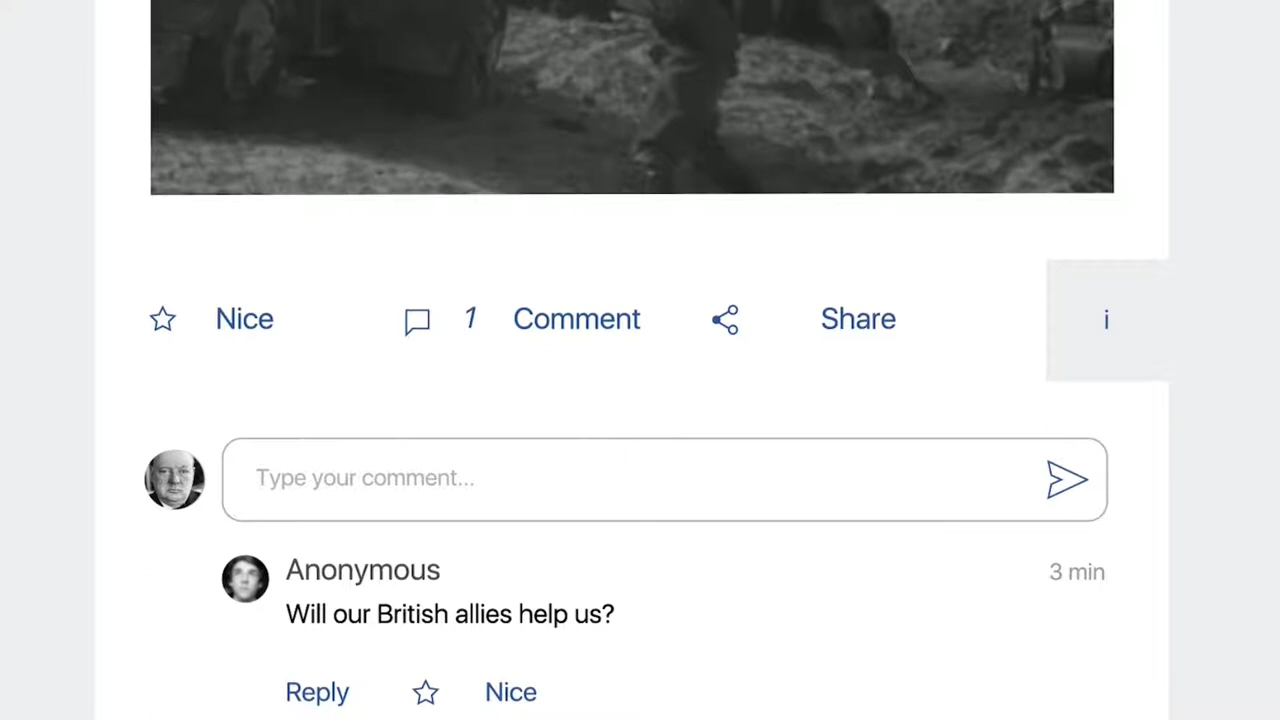 Nice 1 Comment Share i
Type your comment...
Anonymous 3 min
Will our British allies help us?
Reply Nice